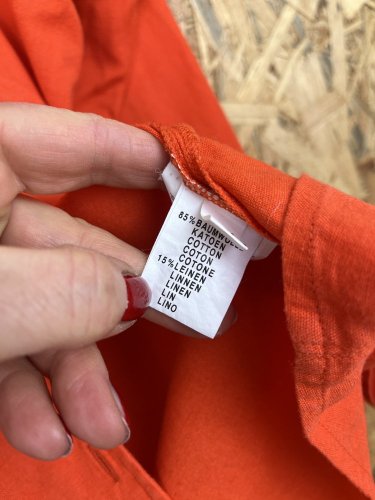 85%BAUMWOLLE
KATOEN
COTTON
COTON
COTONE
15%LEINEN
LINNEN
LINEN
LIN
LINO